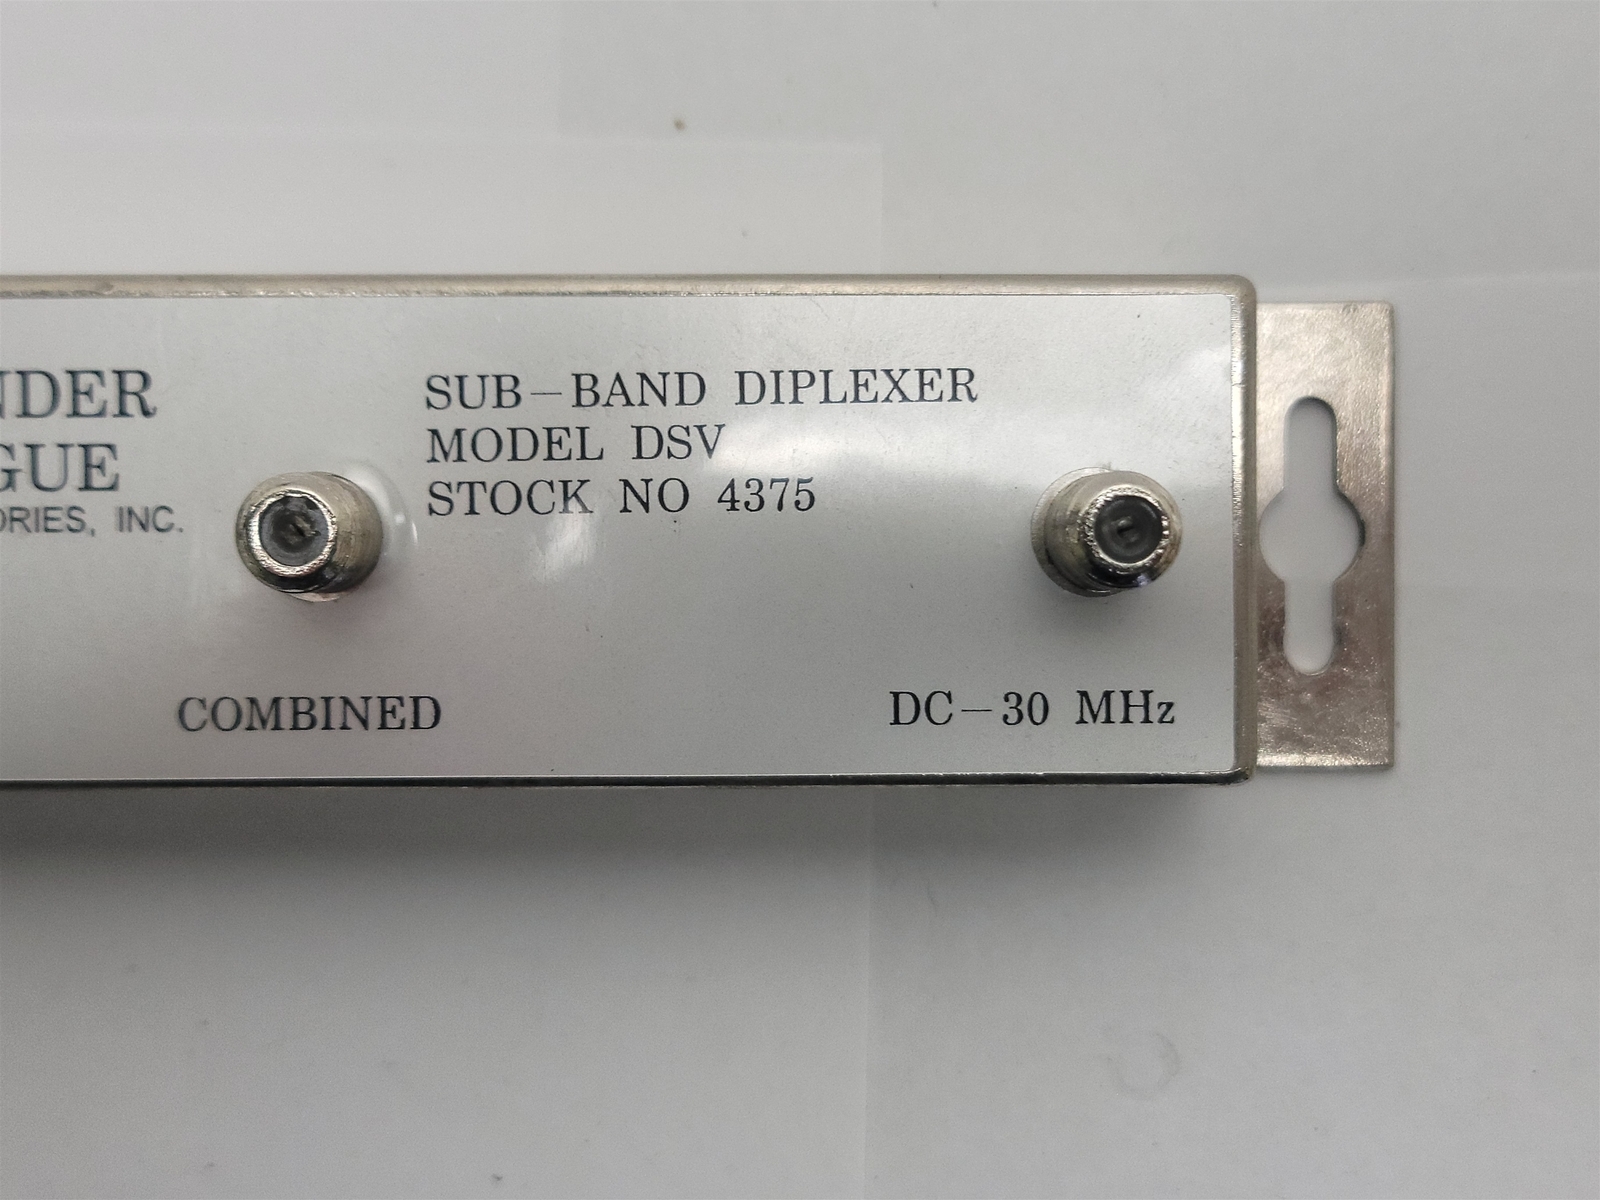 NDER
GUE
ORIES, INC.
SUB-BAND DIPLEXER
MODEL DSV
STOCK NO 4375
COMBINED
DC-30 MHz